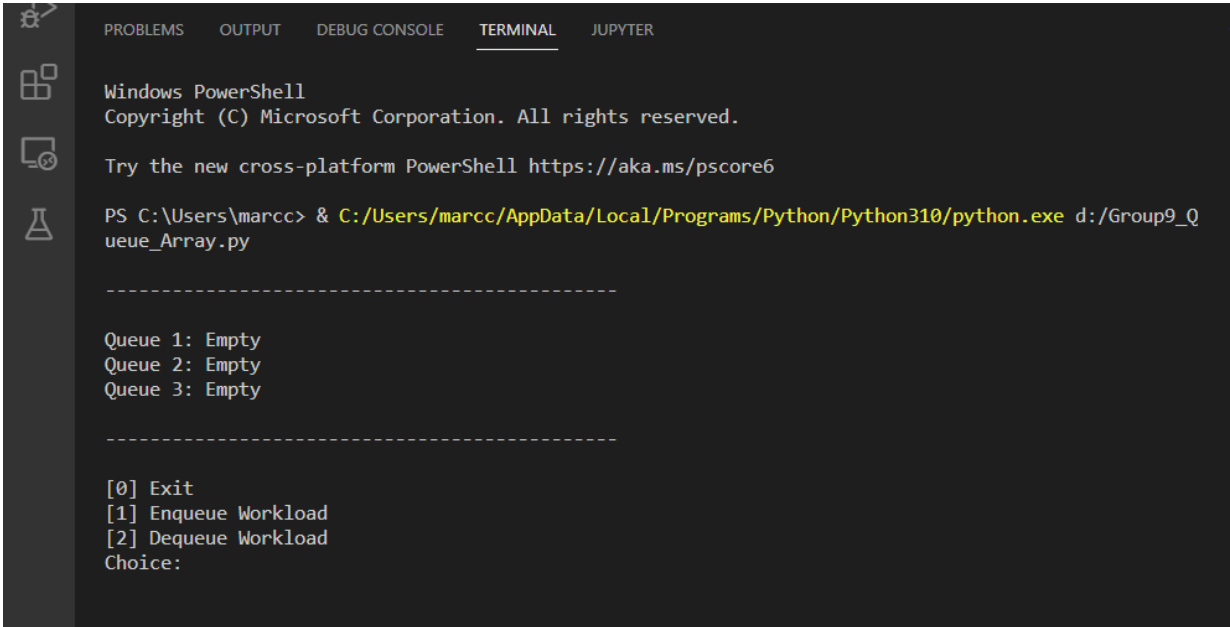 PROBLEMS OUTPUT DEBUG CONSOLE TERMINAL JUPYTER
Windows PowerShell
Copyright (C) Microsoft Corporation. All rights reserved.
Try the new cross-platform PowerShell https://aka.ms/pscore6
PS C:\Users\marcc> & C:/Users/marcc/AppData/Local/Programs/Python/Python310/python.exe d:/Group9_Q
ueue_Array.py
----------------------------------------------
Queue 1: Empty
Queue 2: Empty
Queue 3: Empty
----------------------------------------------
[0] Exit
[1] Enqueue Workload
[2] Dequeue Workload
Choice: